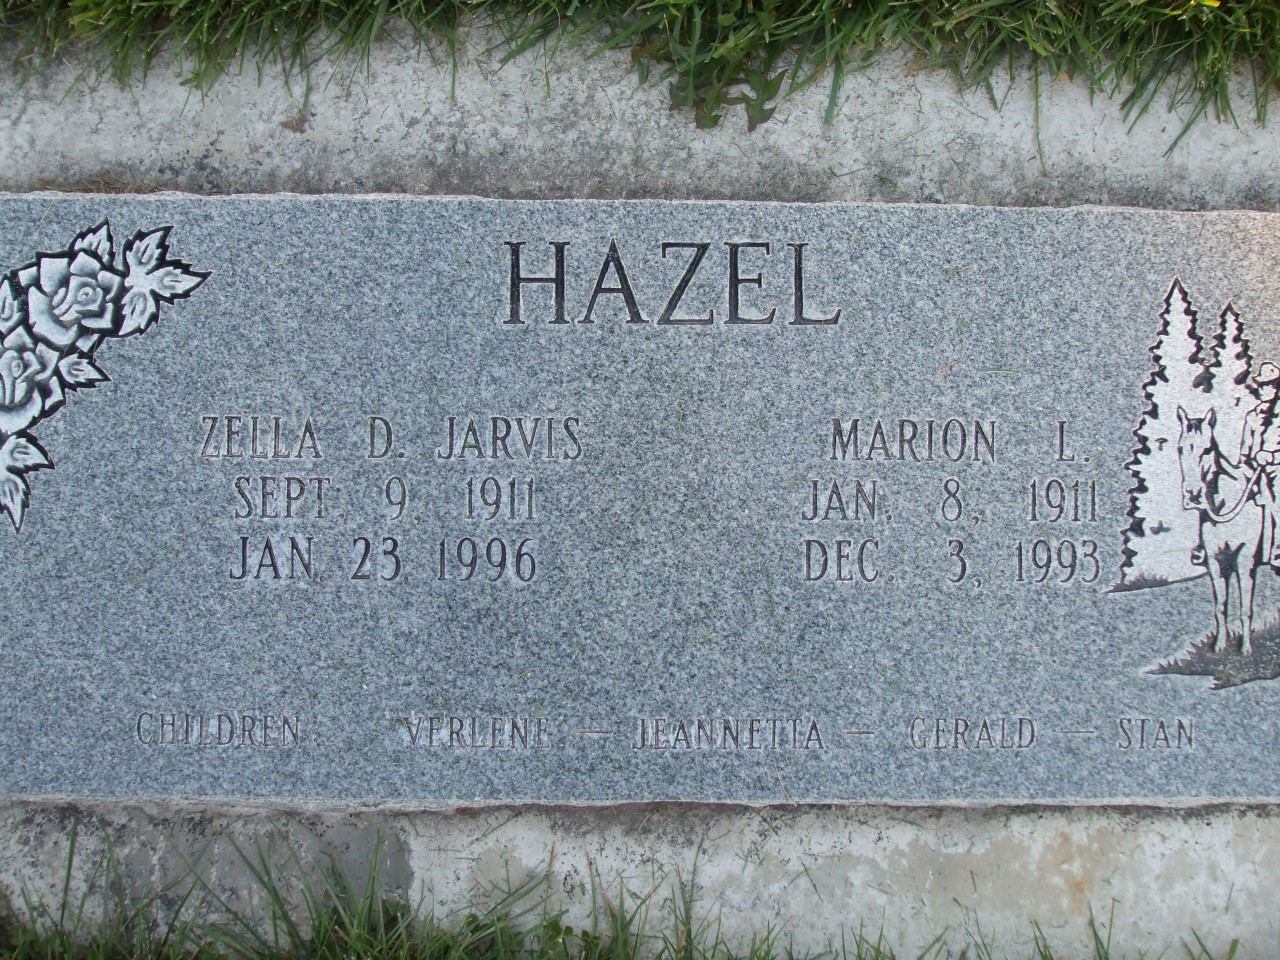 HAZEL
ZELLA D. JARVIS
SEPT. 9, 1911
JAN. 23, 1996
MARION L.
JAN. 8, 1911
DEC. 3, 1993
CHILDREN: VERLENE — JEANNETTA — GERALD — STAN